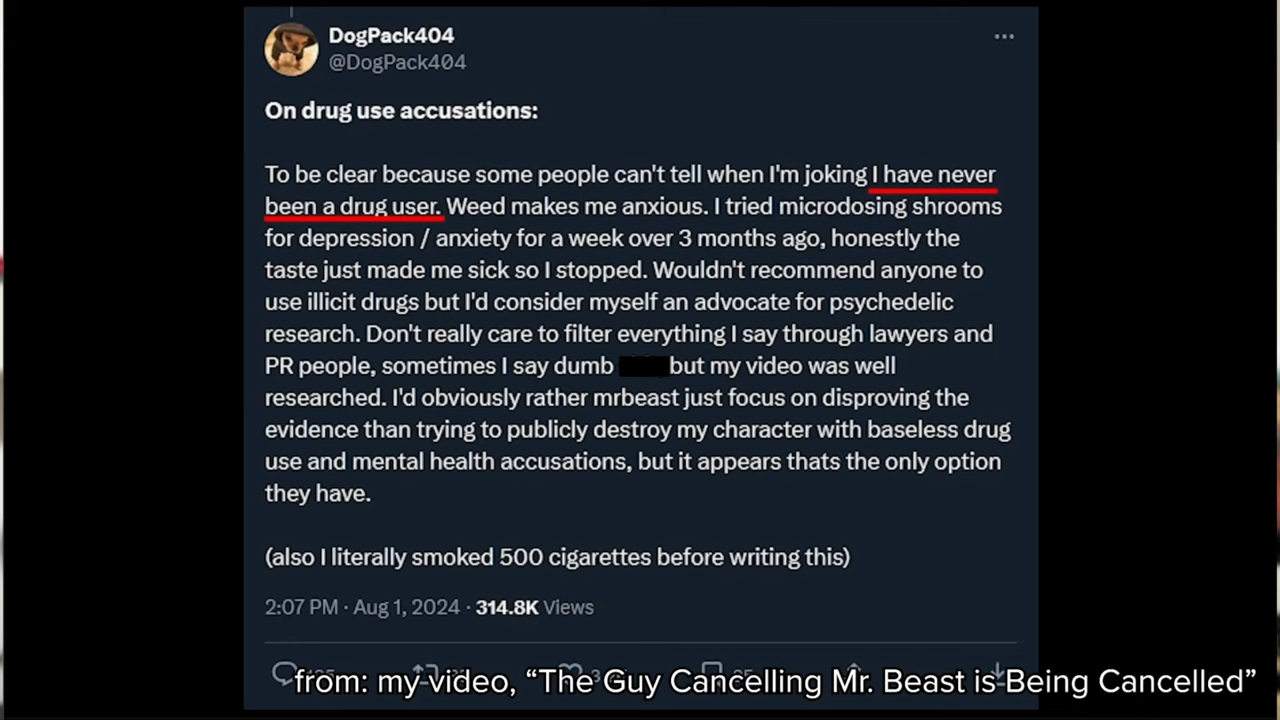 DogPack404
@DogPack404
On drug use accusations:
To be clear because some people can't tell when I'm joking I have never
been a drug user. Weed makes me anxious. I tried microdosing shrooms
for depression / anxiety for a week over 3 months ago, honestly the
taste just made me sick so I stopped. Wouldn't recommend anyone to
use illicit drugs but I'd consider myself an advocate for psychedelic
research. Don't really care to filter everything I say through lawyers and
PR people, sometimes I say dumb but my video was well
researched. I'd obviously rather mrbeast just focus on disproving the
evidence than trying to publicly destroy my character with baseless drug
use and mental health accusations, but it appears thats the only option
they have.
(also I literally smoked 500 cigarettes before writing this)
2:07 PM · Aug 1, 2024 · 314.8K Views
from: my video, “The Guy Cancelling Mr. Beast is Being Cancelled”